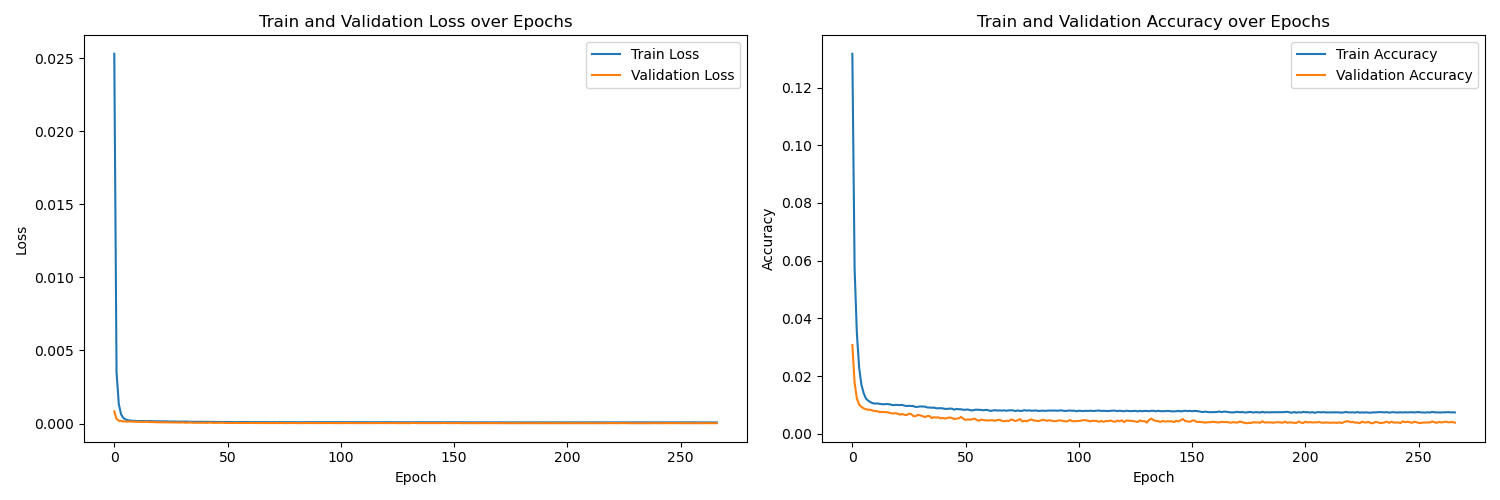 Train and Validation Loss over Epochs
Train Loss
Validation Loss
0.025
0.020
0.015
0.010
0.005
0.000
Loss
0 50 100 150 200 250
Epoch
Train and Validation Accuracy over Epochs
Train Accuracy
Validation Accuracy
0.12
0.10
0.08
0.06
0.04
0.02
0.00
Accuracy
0 50 100 150 200 250
Epoch